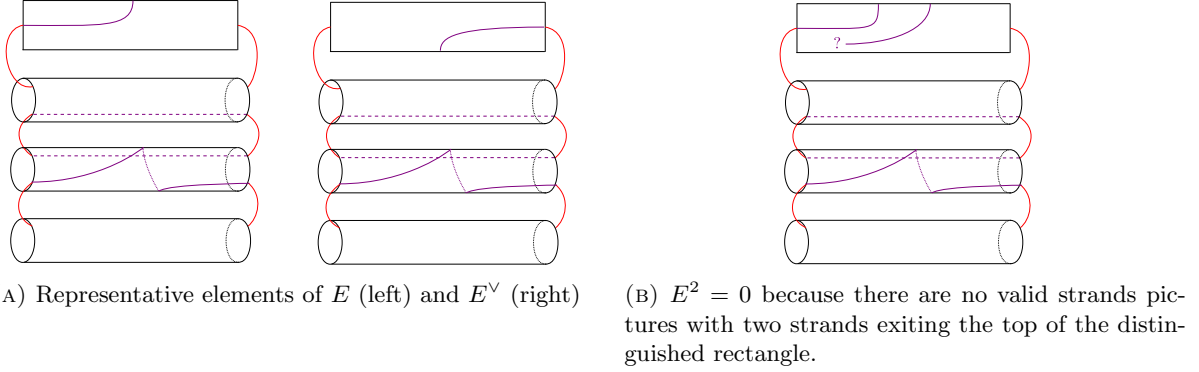 ?
A) Representative elements of E (left) and E^∨ (right)
(B) E^2 = 0 because there are no valid strands pic-
tures with two strands exiting the top of the distin-
guished rectangle.